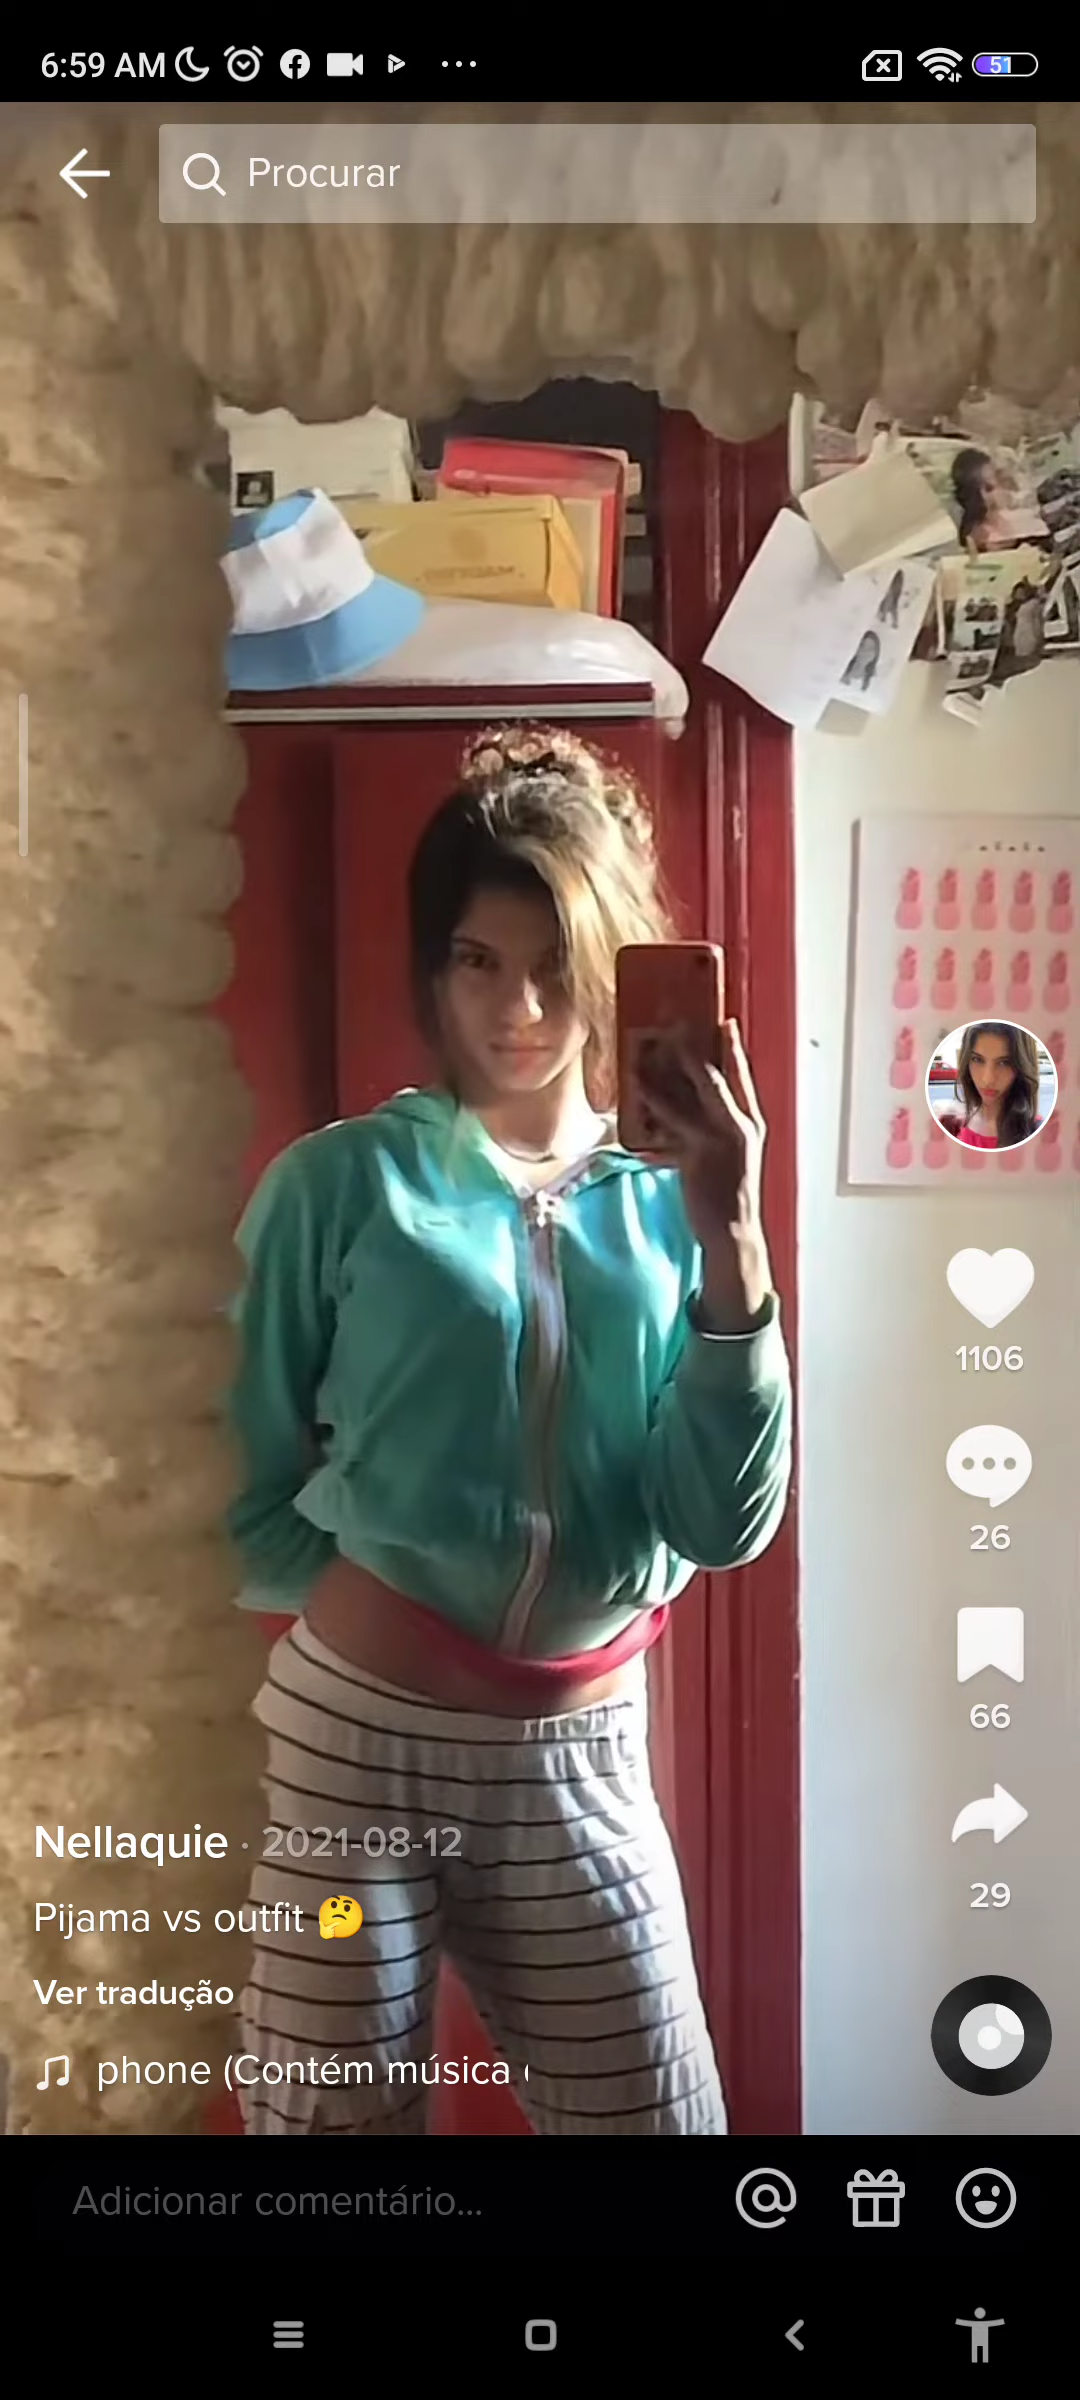 6:59 AM
51
Procurar
1106
26
66
29
Nellaquie · 2021-08-12
Pijama vs outfit 🤔
Ver tradução
phone (Contém música
Adicionar comentário...